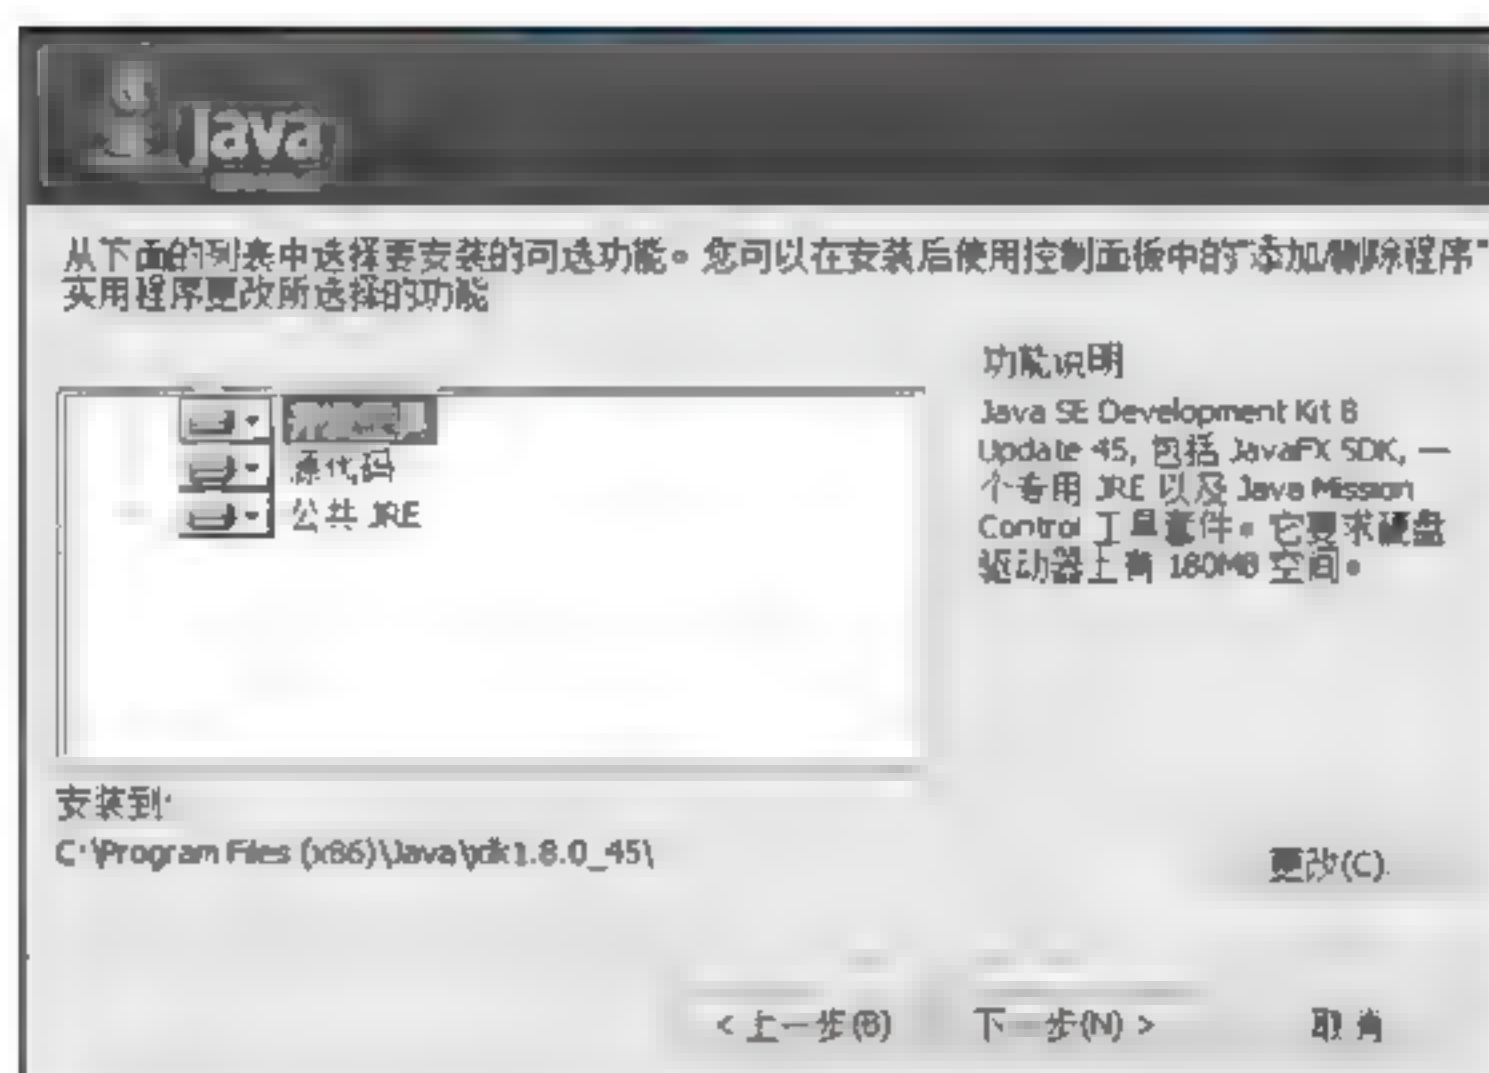 Java
从下面的列表中选择要安装的可选功能。您可以在安装后使用控制面板中的"添加/删除程序"
实用程序更改所选择的功能
功能说明
源代码
公共 JRE
Java SE Development Kit 8
Update 45, 包括 JavaFX SDK, 一
个专用 JRE 以及 Java Mission
Control 工具套件。它要求硬盘
驱动器上有 180MB 空间。
安装到:
C:\Program Files (x86)\Java\jdk1.8.0_45\
更改(C)
< 上一步(B)
下一步(N) >
取消